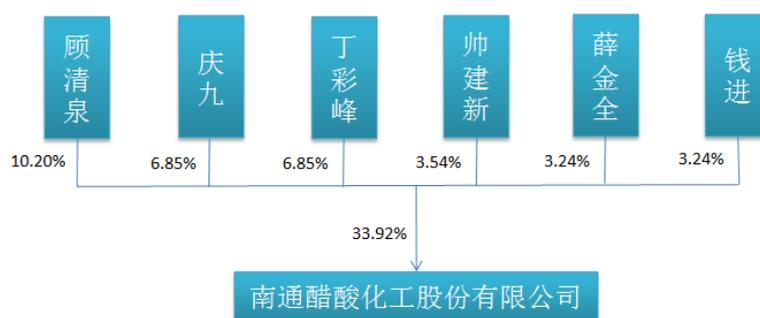 顾清泉
庆九
丁彩峰
帅建新
薛金全
钱进
10.20%
6.85%
6.85%
3.54%
3.24%
3.24%
33.92%
南通醋酸化工股份有限公司